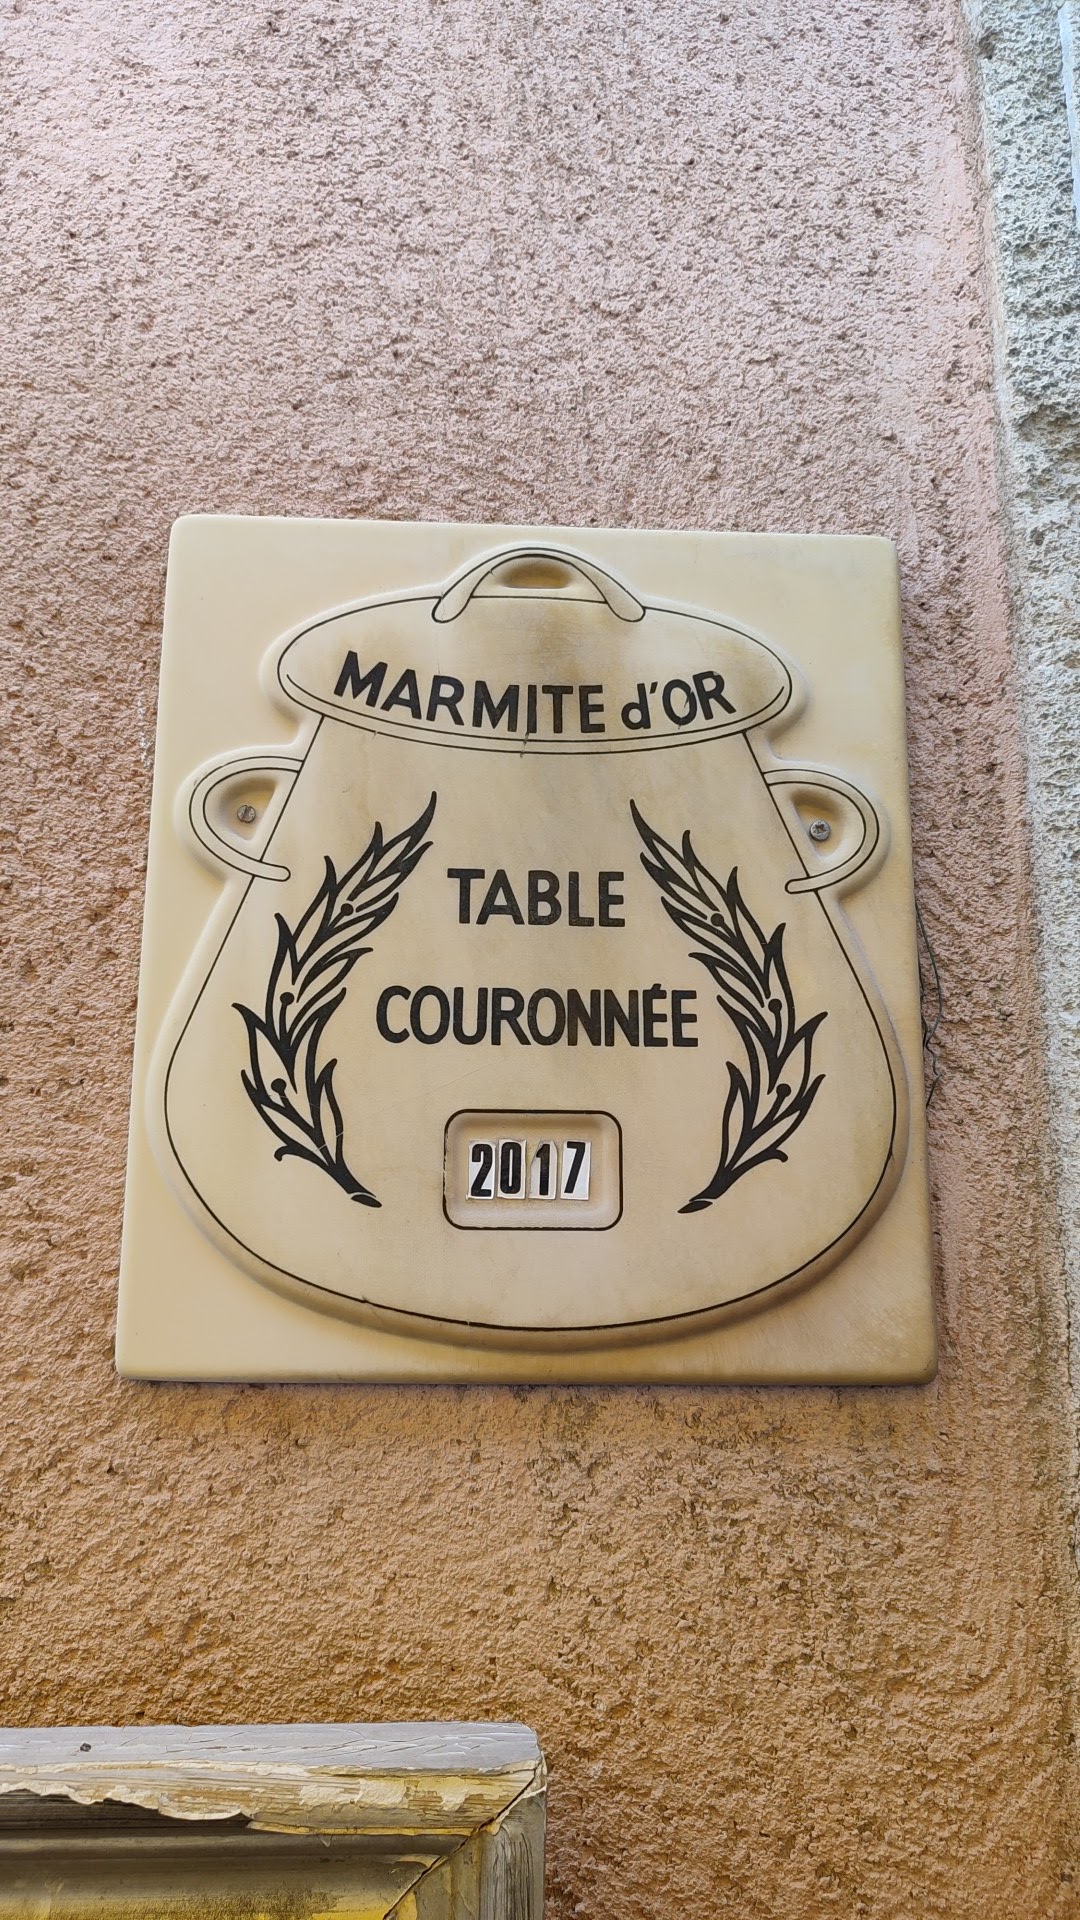 MARMITE d'OR
TABLE
COURONNÉE
2017